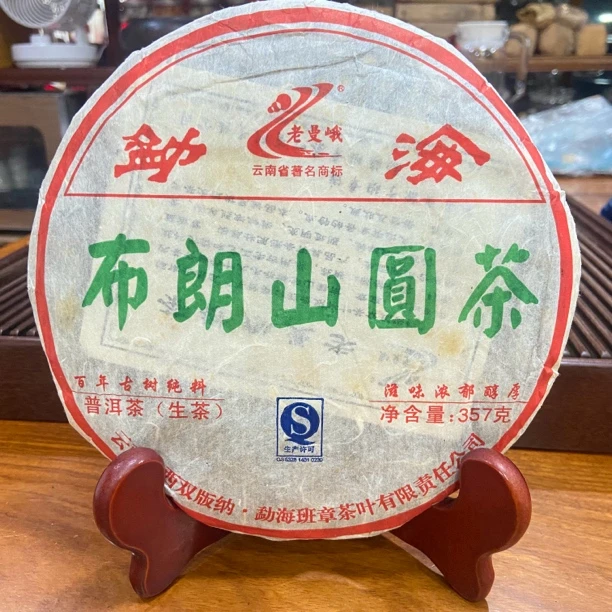 老曼峨®
云南省著名商标
勐 海
布朗山圓茶
百年古树纯料
普洱茶（生茶）
滋味浓郁醇厚
净含量:357克
QS
生产许可
云 西双版纳·勐海班章茶叶有限责任公司